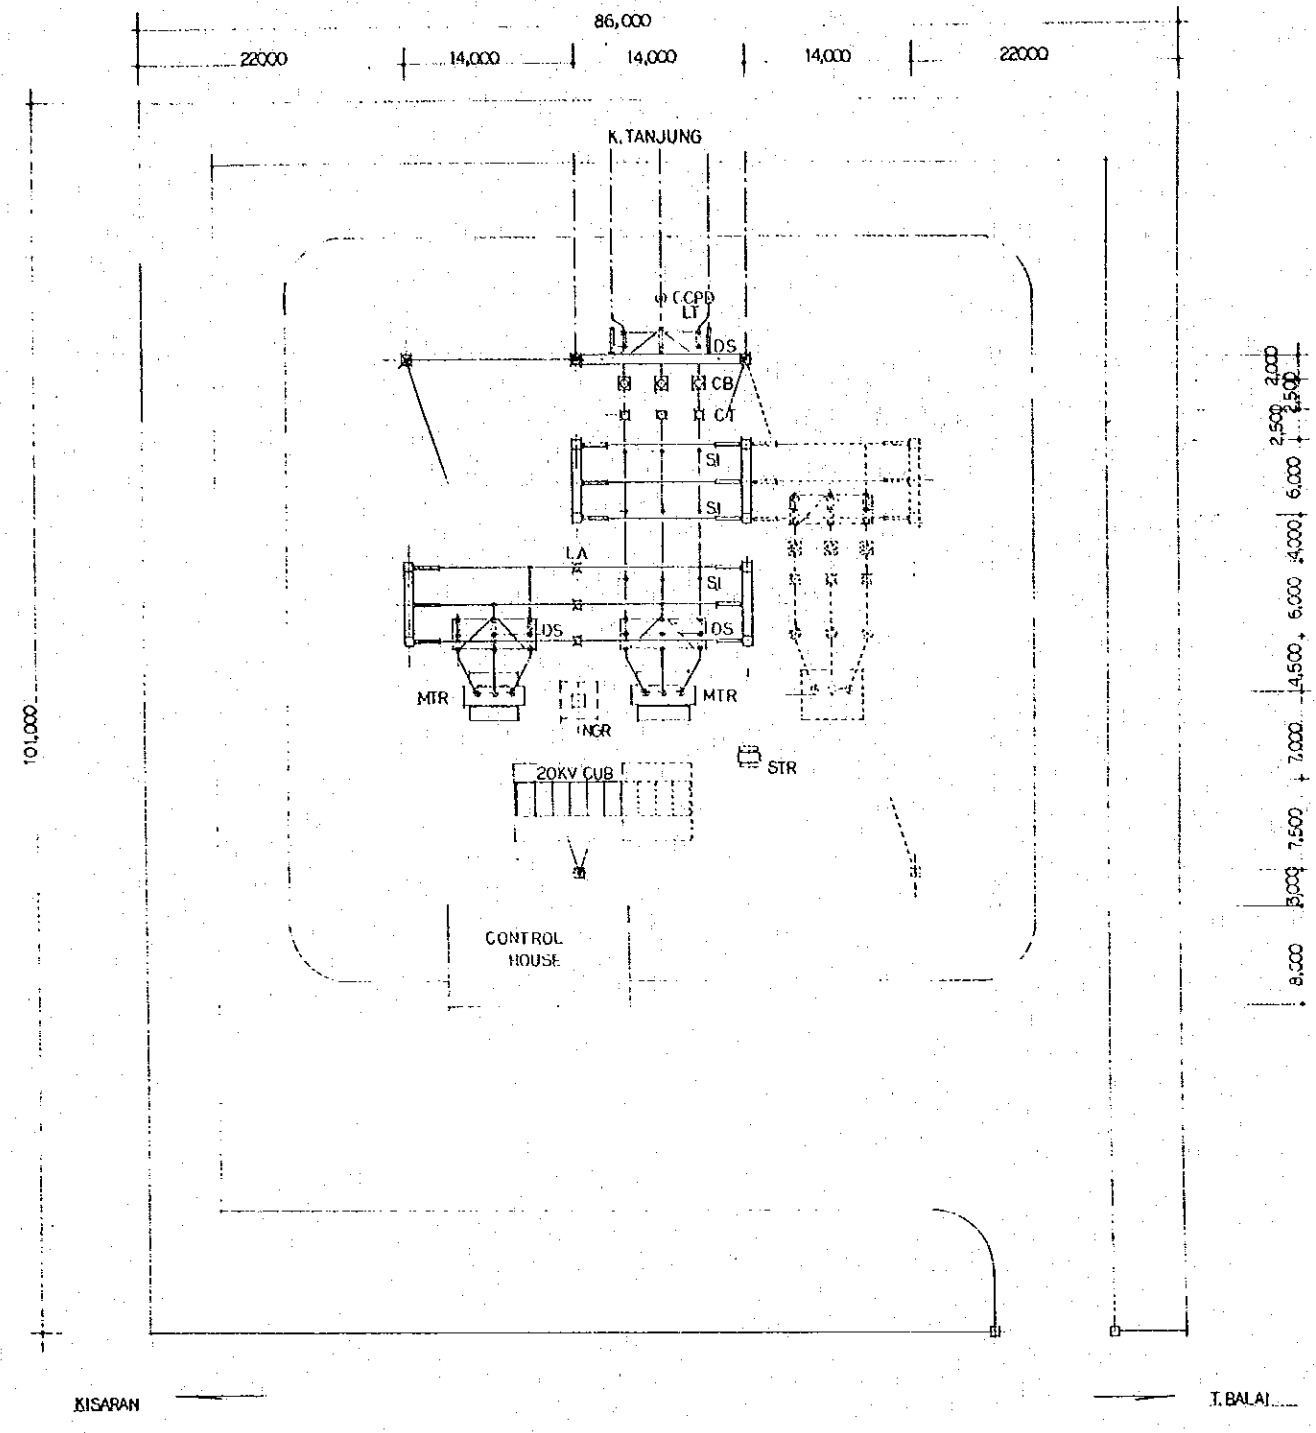 86,000
22000 14,000 14,000 14,000 22000
K. TANJUNG
CCPD
LT
DS
CB
CT
SI
SI
LA
SI
DS DS
MTR MTR
NGR
20KV CUB
STR
CONTROL
HOUSE
101,000
2,000
2,500
2,500
6,000
4,000
6,000
4,500
7,000
7,500
3,000
8,000
KISARAN
T. BALAI